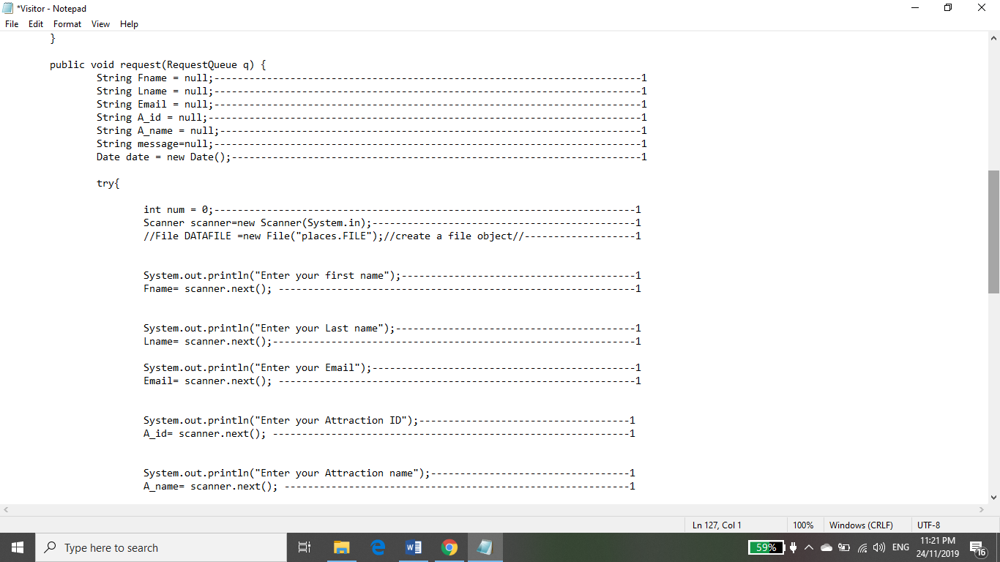 *Visitor - Notepad
File Edit Format View Help
}
public void request(RequestQueue q) {
String Fname = null;-------------------------------------------------------------------------1
String Lname = null;-------------------------------------------------------------------------1
String Email = null;-------------------------------------------------------------------------1
String A_id = null;--------------------------------------------------------------------------1
String A_name = null;------------------------------------------------------------------------1
String message=null;-------------------------------------------------------------------------1
Date date = new Date();----------------------------------------------------------------------1
try{
int num = 0;------------------------------------------------------------------------1
Scanner scanner=new Scanner(System.in);---------------------------------------------1
//File DATAFILE =new File("places.FILE");//create a file object//-------------------1
System.out.println("Enter your first name");----------------------------------------1
Fname= scanner.next(); -------------------------------------------------------------1
System.out.println("Enter your Last name");-----------------------------------------1
Lname= scanner.next();--------------------------------------------------------------1
System.out.println("Enter your Email");---------------------------------------------1
Email= scanner.next(); -------------------------------------------------------------1
System.out.println("Enter your Attraction ID");------------------------------------1
A_id= scanner.next(); -------------------------------------------------------------1
System.out.println("Enter your Attraction name");----------------------------------1
A_name= scanner.next(); -----------------------------------------------------------1
Ln 127, Col 1 100% Windows (CRLF) UTF-8
Type here to search
59% ENG 11:21 PM
24/11/2019
16